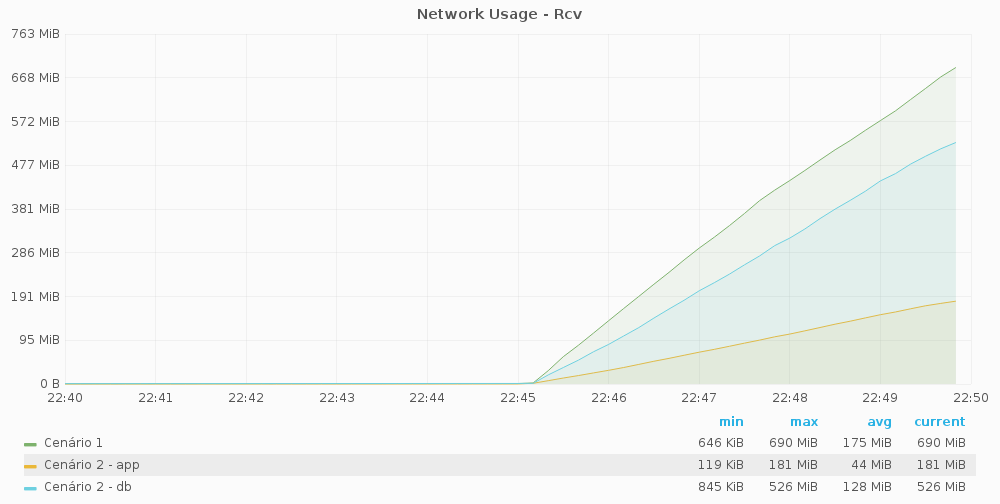 Network Usage - Rcv
763 MiB
668 MiB
572 MiB
477 MiB
381 MiB
286 MiB
191 MiB
95 MiB
0 B
22:40 22:41 22:42 22:43 22:44 22:45 22:46 22:47 22:48 22:49 22:50
min max avg current
Cenário 1 646 KiB 690 MiB 175 MiB 690 MiB
Cenário 2 - app 119 KiB 181 MiB 44 MiB 181 MiB
Cenário 2 - db 845 KiB 526 MiB 128 MiB 526 MiB